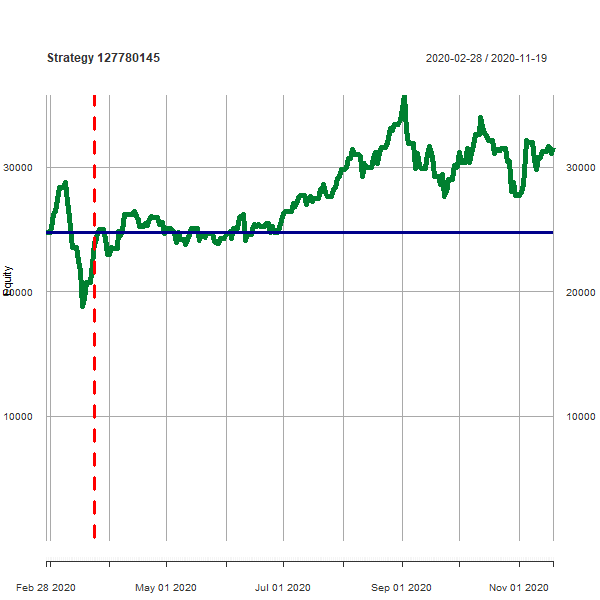 Strategy 127780145
2020-02-28 / 2020-11-19
30000
30000
Equity
20000
20000
10000
10000
Feb 28 2020
May 01 2020
Jul 01 2020
Sep 01 2020
Nov 01 2020